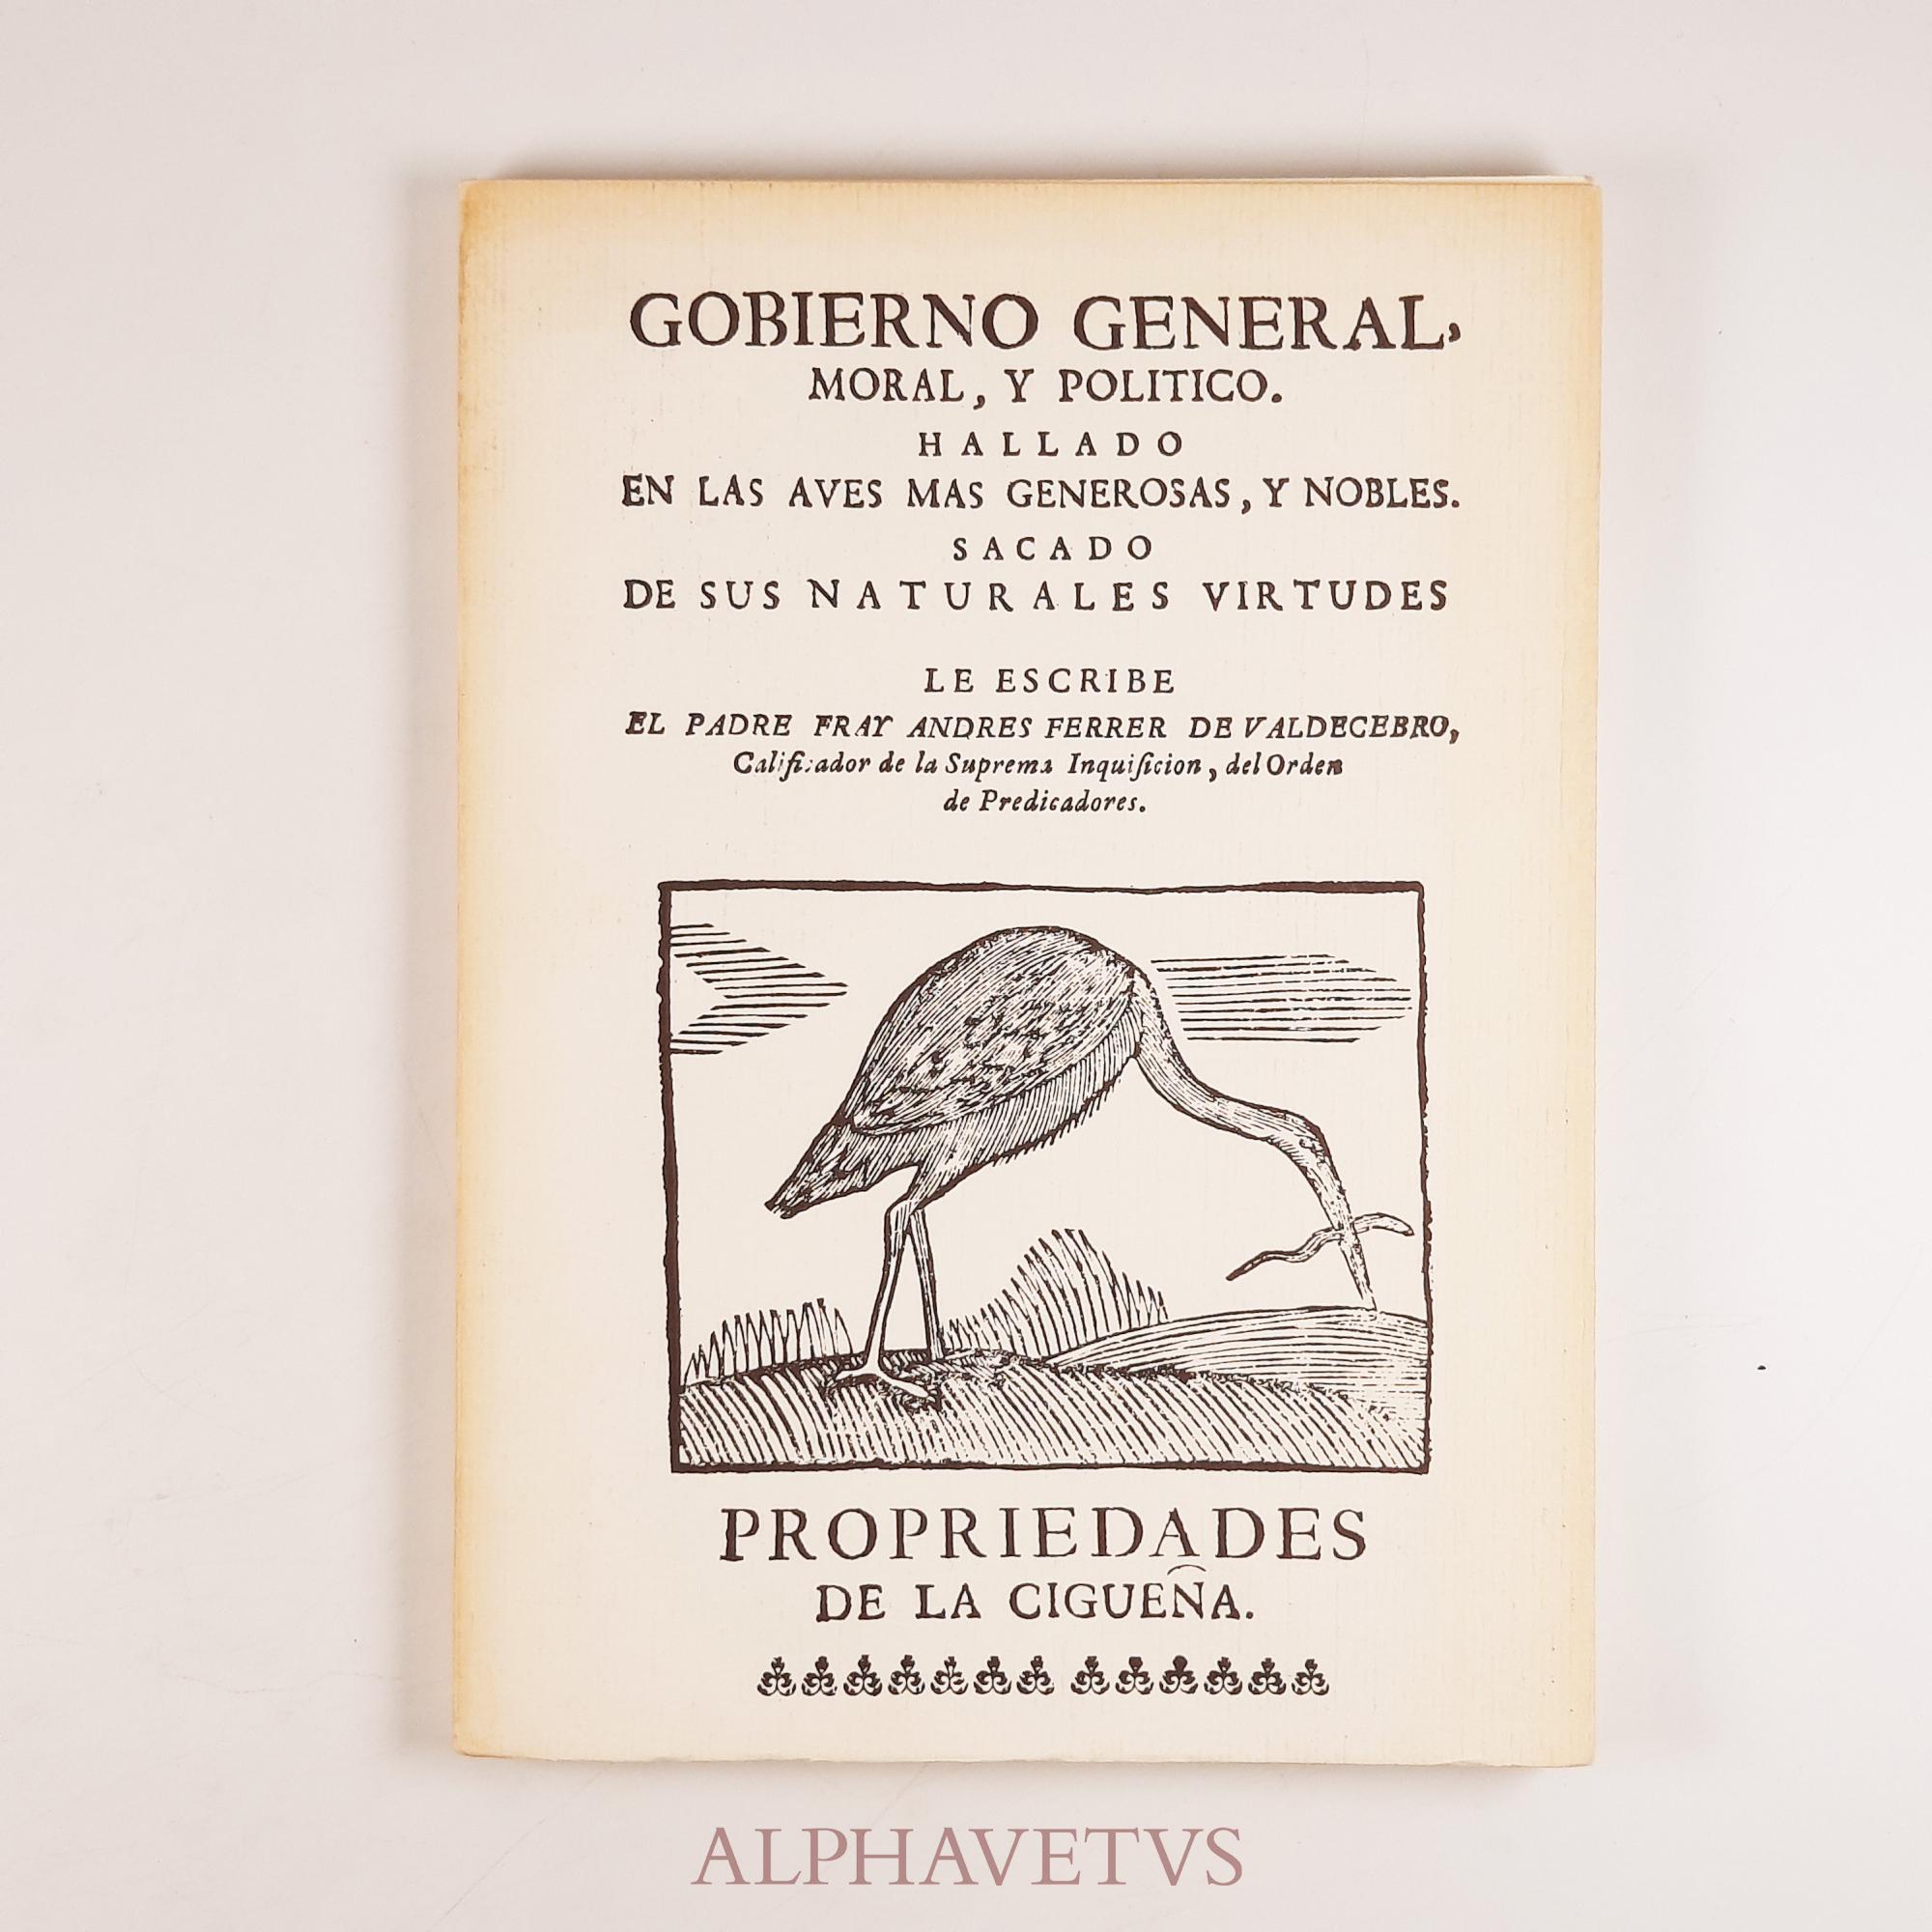 GOBIERNO GENERAL,
MORAL, Y POLITICO.
HALLADO
EN LAS AVES MAS GENEROSAS, Y NOBLES.
SACADO
DE SUS NATURALES VIRTUDES
LE ESCRIBE
EL PADRE FRAY ANDRES FERRER DE VALDECEBRO,
Calificador de la Suprema Inquiſicion, del Orden
de Predicadores.
PROPRIEDADES
DE LA CIGUEÑA.
ALPHAVETVS